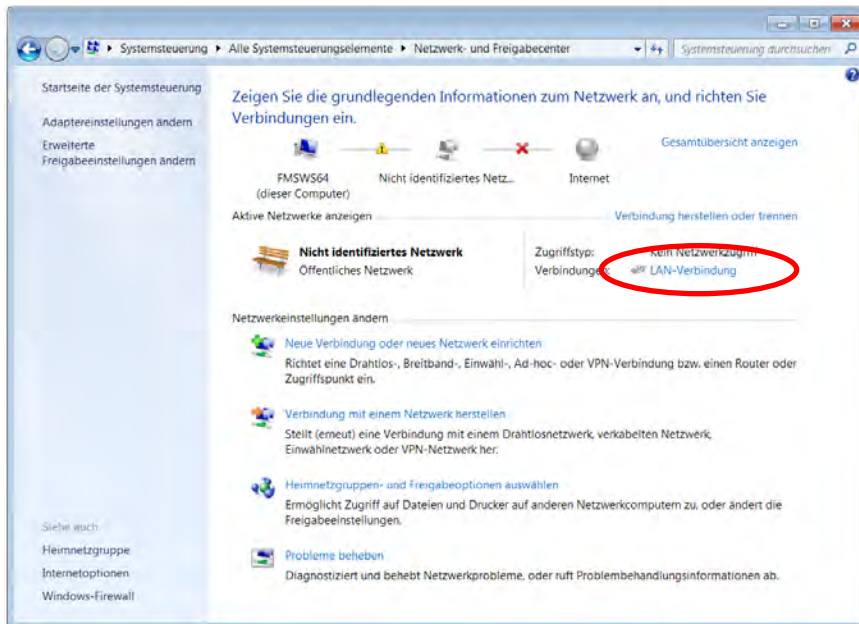 Systemsteuerung ▸ Alle Systemsteuerungselemente ▸ Netzwerk- und Freigabecenter
Systemsteuerung durchsuchen
Startseite der Systemsteuerung
Adaptereinstellungen ändern
Erweiterte
Freigabeeinstellungen ändern
Zeigen Sie die grundlegenden Informationen zum Netzwerk an, und richten Sie
Verbindungen ein.
Gesamtübersicht anzeigen
FMSWS64 Nicht identifiziertes Netz... Internet
(dieser Computer)
Aktive Netzwerke anzeigen Verbindung herstellen oder trennen
Nicht identifiziertes Netzwerk Zugriffstyp: Kein Netzwerkzugriff
Öffentliches Netzwerk Verbindungen: LAN-Verbindung
Netzwerkeinstellungen ändern
Neue Verbindung oder neues Netzwerk einrichten
Richtet eine Drahtlos-, Breitband-, Einwähl-, Ad-hoc- oder VPN-Verbindung bzw. einen Router oder
Zugriffspunkt ein.
Verbindung mit einem Netzwerk herstellen
Stellt (erneut) eine Verbindung mit einem Drahtlosnetzwerk, verkabelten Netzwerk,
Einwählnetzwerk oder VPN-Netzwerk her.
Heimnetzgruppen- und Freigabeoptionen auswählen
Ermöglicht Zugriff auf Dateien und Drucker auf anderen Netzwerkcomputern zu, oder ändert die
Freigabeeinstellungen.
Probleme beheben
Diagnostiziert und behebt Netzwerkprobleme, oder ruft Problembehandlungsinformationen ab.
Siehe auch
Heimnetzgruppe
Internetoptionen
Windows-Firewall